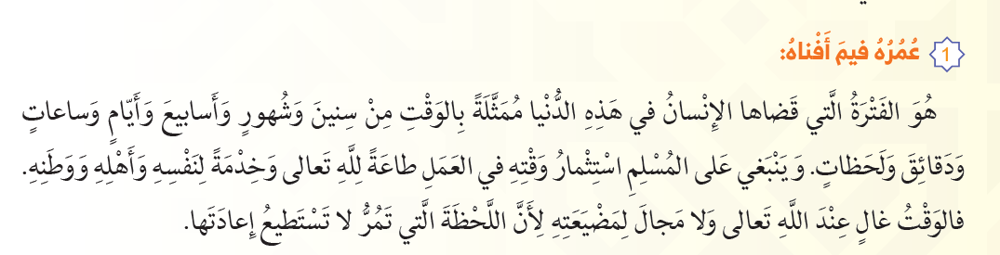 1 عُمُرُهُ فيمَ أَفْناهُ:
هُوَ الفَتْرَةُ الَّتي قَضاها الإِنْسانُ في هَذِهِ الدُّنْيا مُمَثَّلَةً بِالوَقْتِ مِنْ سِنينَ وَشُهورٍ وَأَسابيعَ وَأَيّامٍ وَساعاتٍ
وَدَقائِقَ وَلَحَظاتٍ. وَيَنْبَغي عَلى المُسْلِمِ اسْتِثْمارُ وَقْتِهِ في العَمَلِ طاعَةً لِلَّهِ تَعالى وَخِدْمَةً لِنَفْسِهِ وَأَهْلِهِ وَوَطَنِهِ.
فالوَقْتُ غالٍ عِنْدَ اللَّهِ تَعالى وَلا مَجالَ لِمَضْيَعَتِهِ لِأَنَّ اللَّحْظَةَ الَّتي تَمُرُّ لا تَسْتَطيعُ إِعادَتَها.